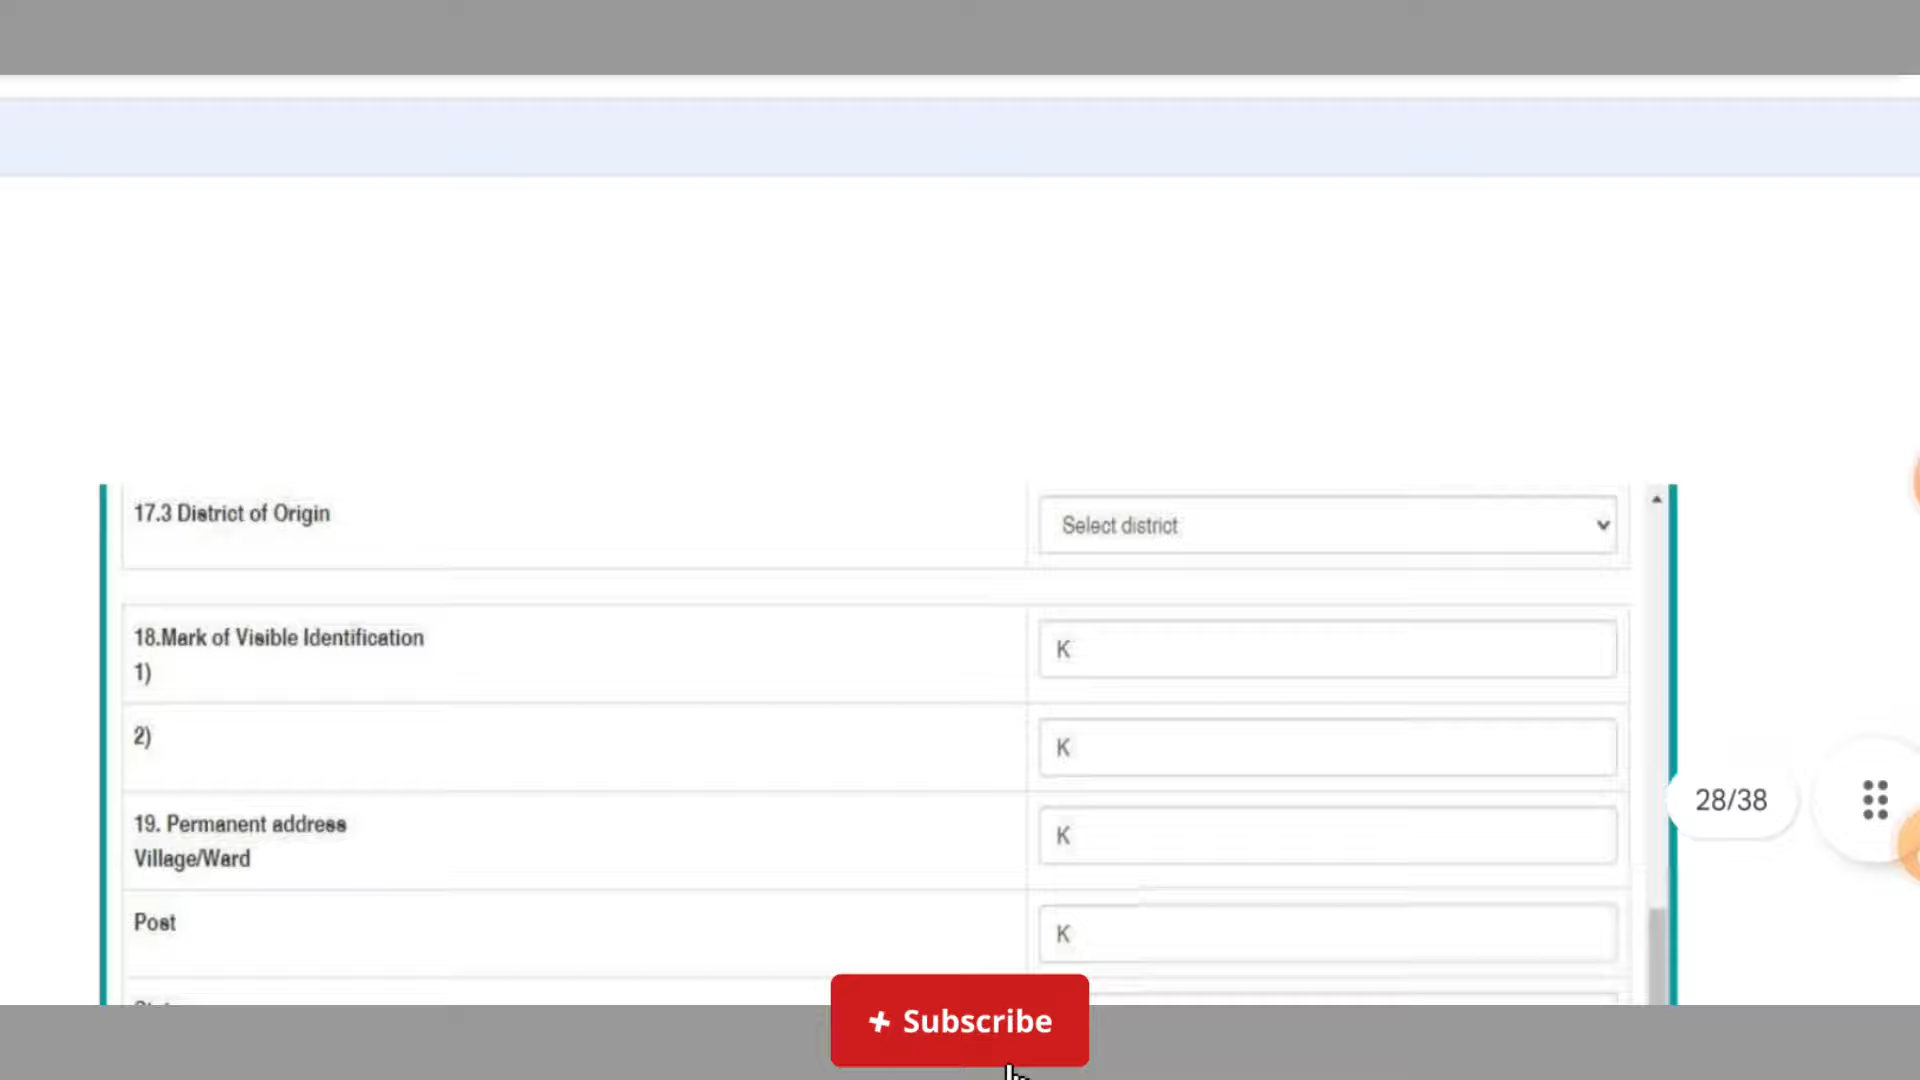 17.3 District of Origin
Select district
18.Mark of Visible Identification
1)
K
2)
K
19. Permanent address
Village/Ward
K
28/38
Post
K
+ Subscribe